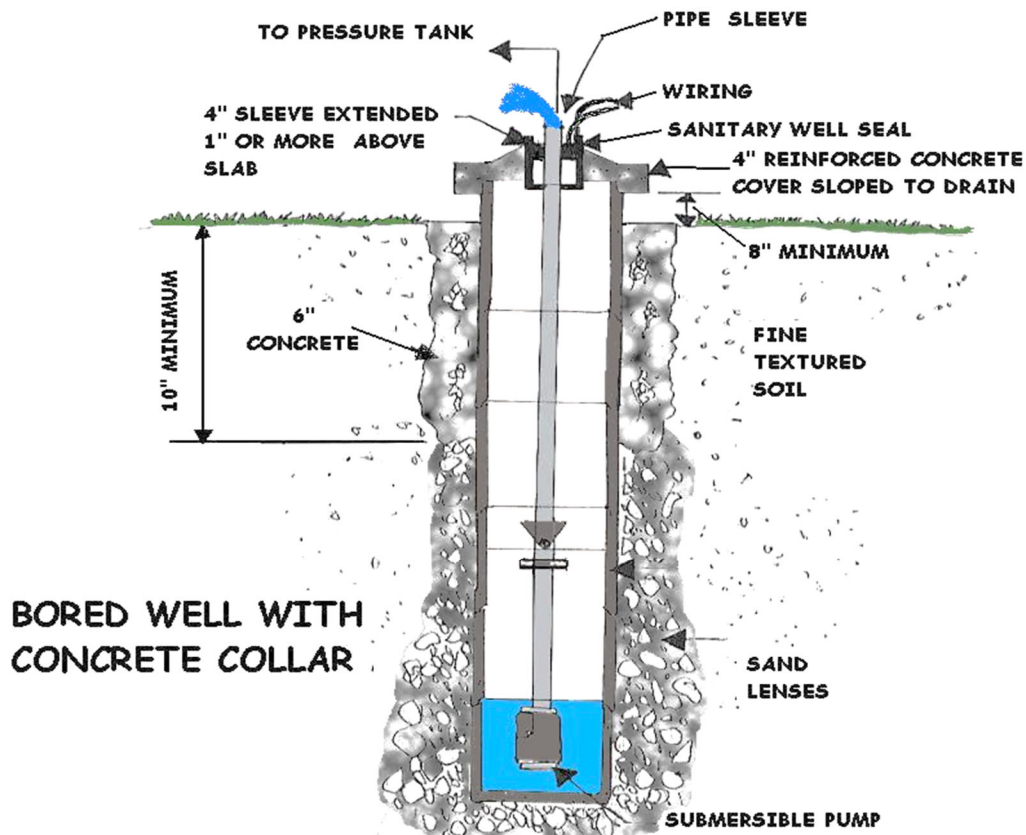 TO PRESSURE TANK
PIPE SLEEVE
WIRING
4" SLEEVE EXTENDED
1" OR MORE ABOVE
SLAB
SANITARY WELL SEAL
4" REINFORCED CONCRETE
COVER SLOPED TO DRAIN
8" MINIMUM
10" MINIMUM
6"
CONCRETE
FINE
TEXTURED
SOIL
BORED WELL WITH
CONCRETE COLLAR
SAND
LENSES
SUBMERSIBLE PUMP